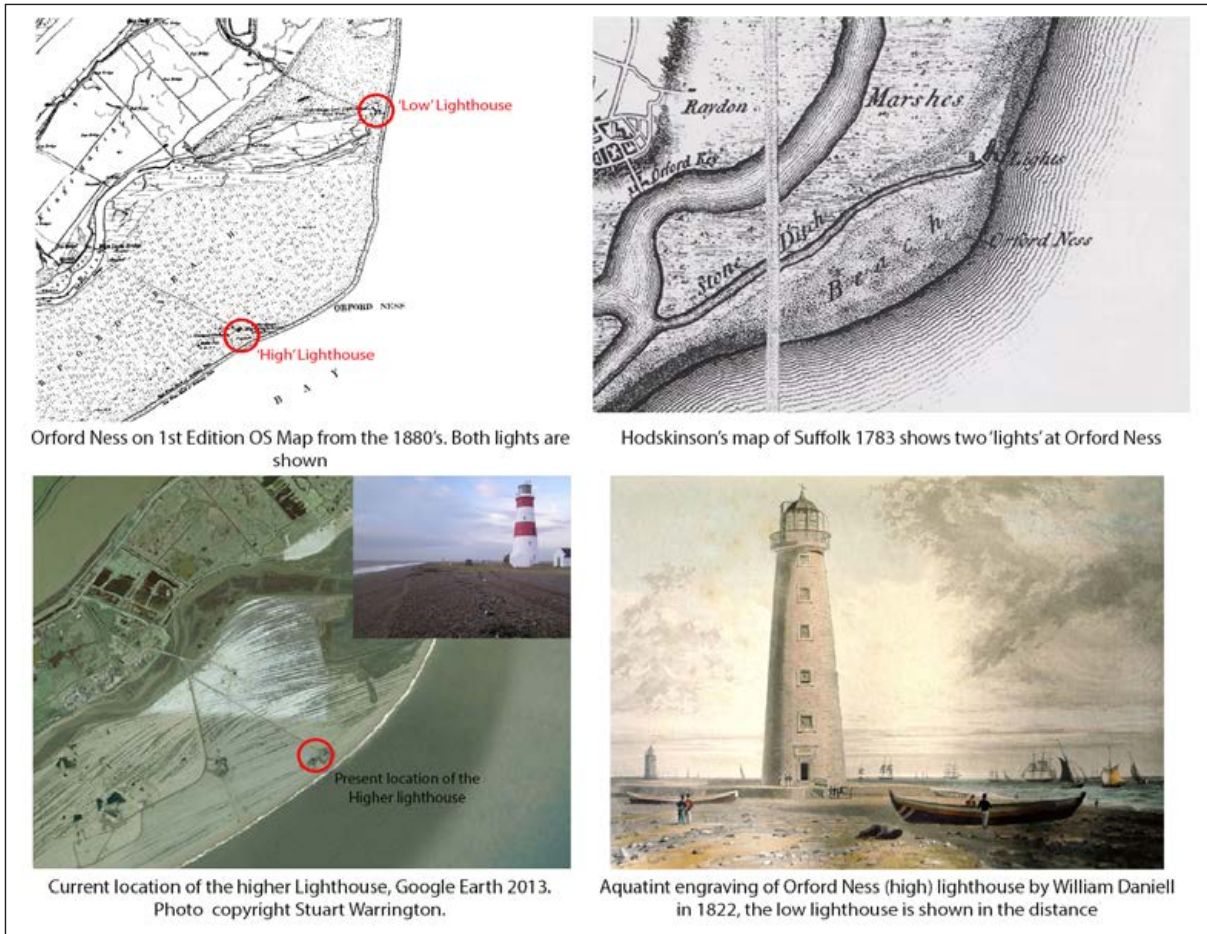 'Low' Lighthouse
ORFORD NESS
'High' Lighthouse
B A Y
Orford Ness on 1st Edition OS Map from the 1880's. Both lights are
shown
Raydon
Marshes
Orford Key
Lights
Stone Ditch
Beach
Orford Ness
Hodskinson's map of Suffolk 1783 shows two 'lights' at Orford Ness
Present location of the
Higher lighthouse
Current location of the higher Lighthouse, Google Earth 2013.
Photo copyright Stuart Warrington.
Aquatint engraving of Orford Ness (high) lighthouse by William Daniell
in 1822, the low lighthouse is shown in the distance